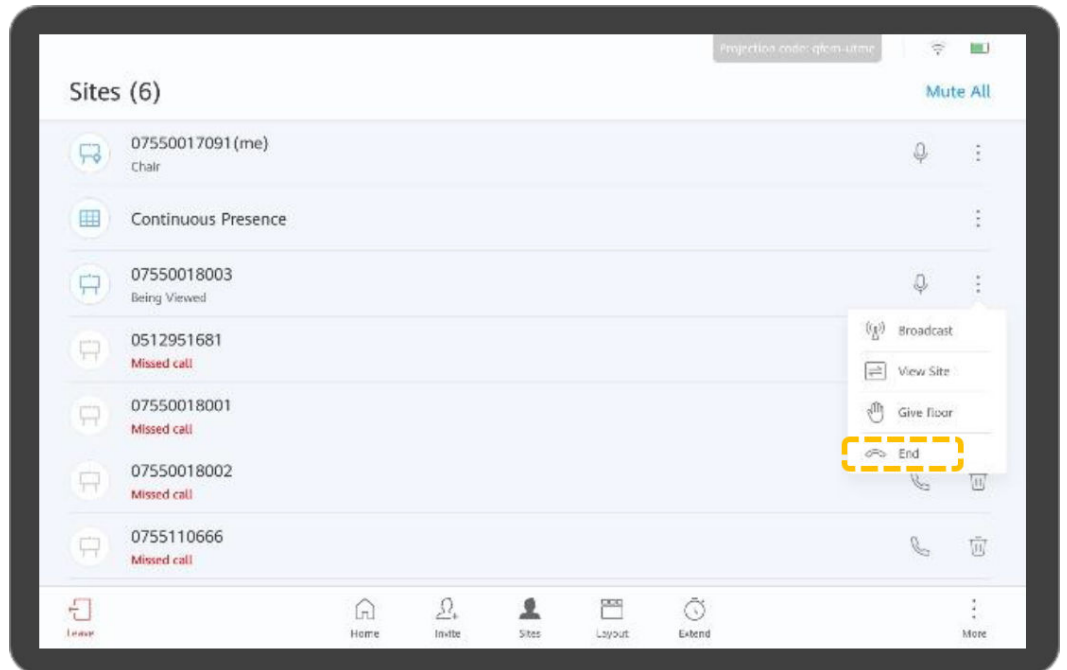 Projection code: qfem-utme
Sites (6)
Mute All
07550017091(me)
Chair
Continuous Presence
07550018003
Being Viewed
Broadcast
0512951681
Missed call
View Site
07550018001
Missed call
Give floor
End
07550018002
Missed call
0755110666
Missed call
Leave
Home
Invite
Sites
Layout
Extend
More